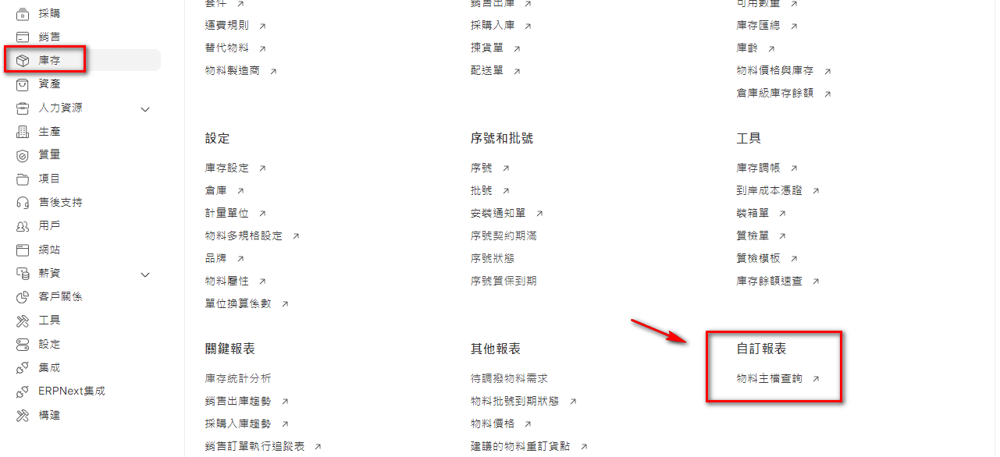 採購
銷售
庫存
資產
人力資源
生產
質量
項目
售後支持
用戶
網站
薪資
客戶關係
工具
設定
集成
ERPNext集成
構建
套件
運費規則
替代物料
物料製造商
銷售出庫
採購入庫
揀貨單
配送單
可用數量
庫存匯總
庫齡
物料價格與庫存
倉庫級庫存餘額
設定
庫存設定
倉庫
計量單位
物料多規格設定
品牌
物料屬性
單位換算係數
序號和批號
序號
批號
安裝通知單
序號契約期滿
序號狀態
序號質保到期
工具
庫存調帳
到岸成本憑證
裝箱單
質檢單
質檢模板
庫存餘額速查
關鍵報表
庫存統計分析
銷售出庫趨勢
採購入庫趨勢
銷售訂單執行追蹤表
其他報表
待調撥物料需求
物料批號到期狀態
物料價格
建議的物料重訂貨點
自訂報表
物料主檔查詢